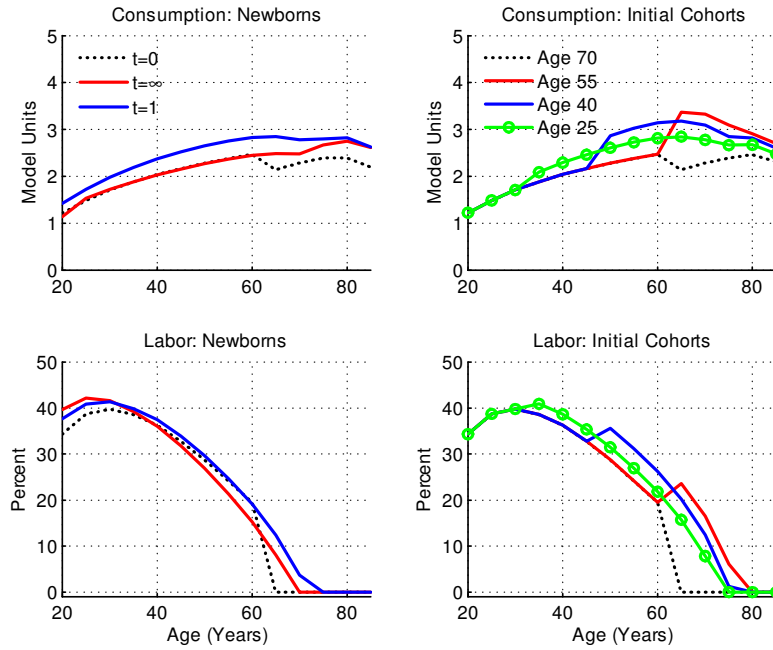 Consumption: Newborns
Consumption: Initial Cohorts
5
4
3
2
1
0
Model Units
t=0
t=∞
t=1
20
40
60
80
5
4
3
2
1
0
Model Units
Age 70
Age 55
Age 40
Age 25
20
40
60
80
Labor: Newborns
Labor: Initial Cohorts
50
40
30
20
10
0
Percent
20
40
60
80
Age (Years)
50
40
30
20
10
0
Percent
20
40
60
80
Age (Years)